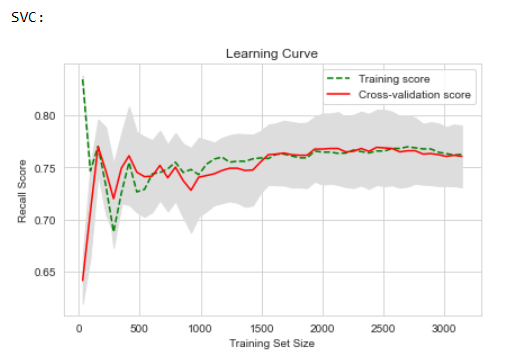 SVC:
Learning Curve
Training score
Cross-validation score
Recall Score
0.80
0.75
0.70
0.65
0 500 1000 1500 2000 2500 3000
Training Set Size